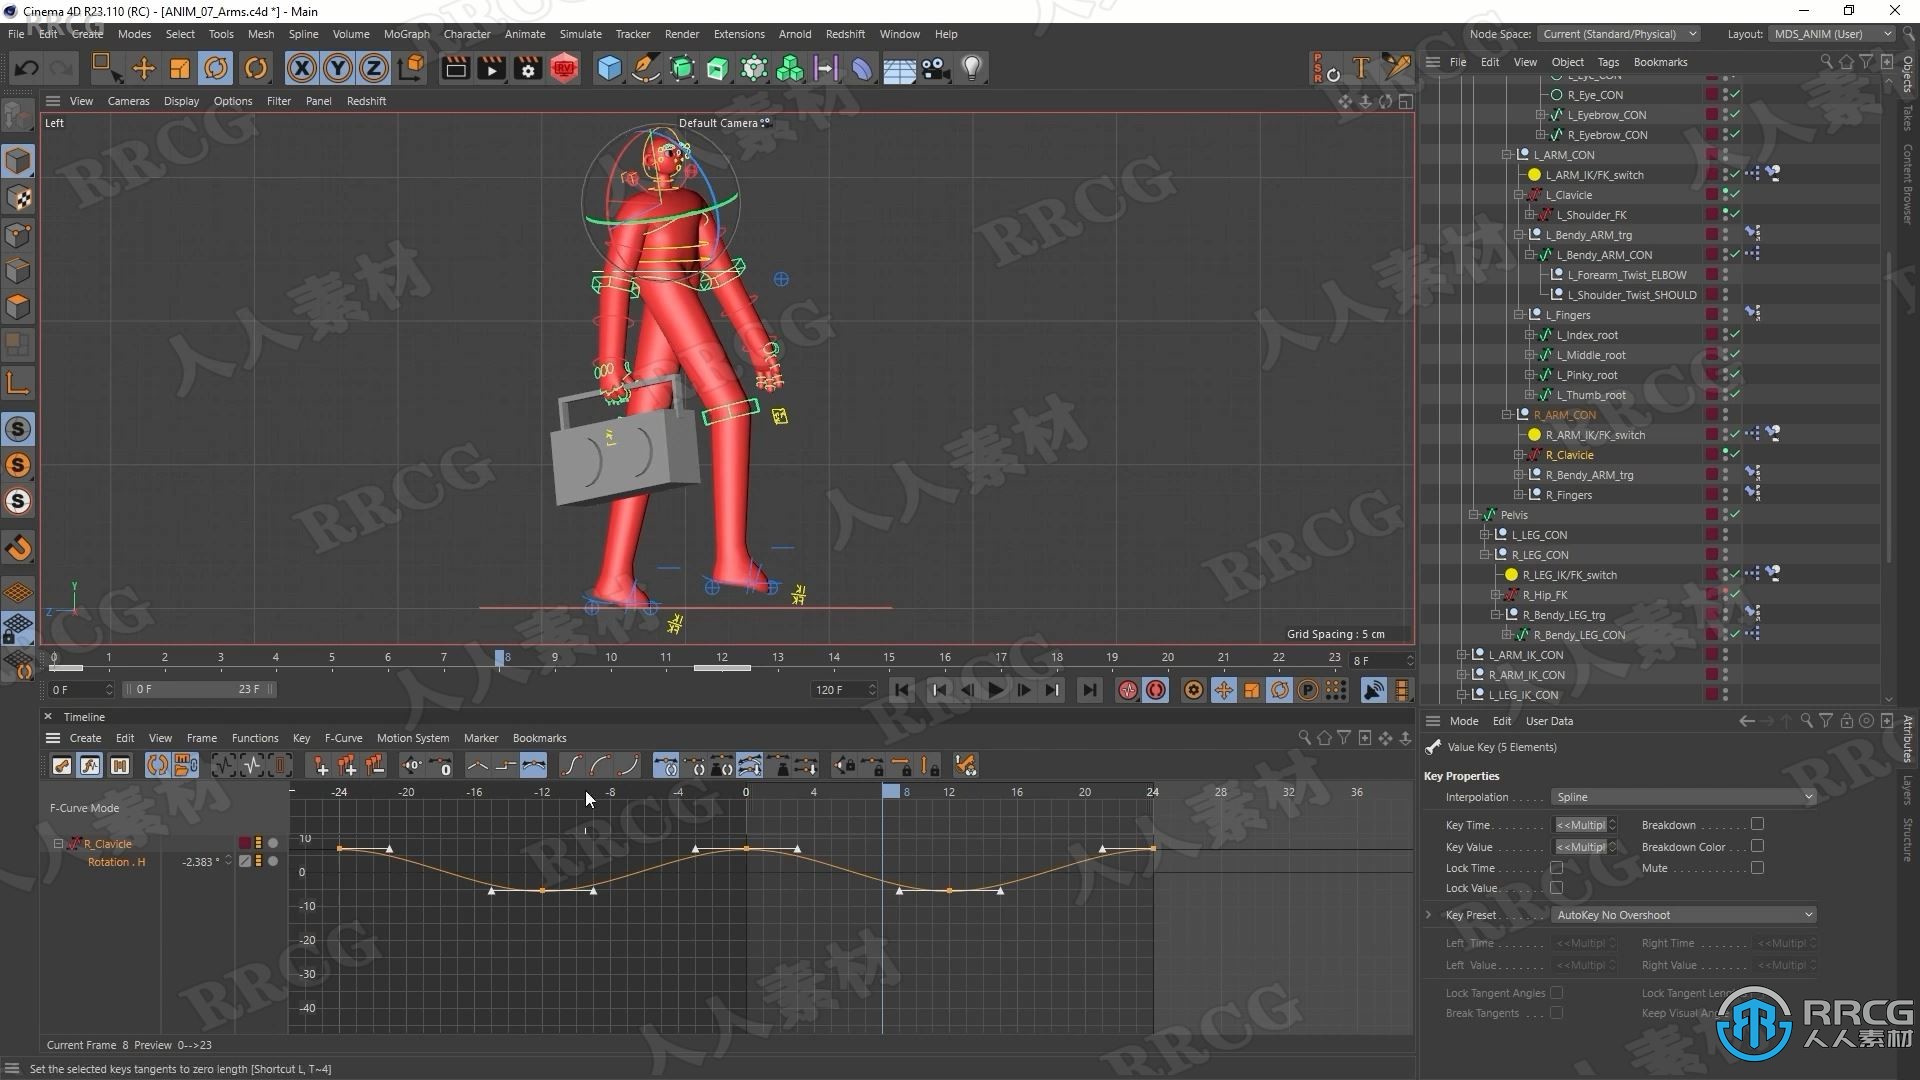 Cinema 4D R23.110 (RC) - [ANIM_07_Arms.c4d *] - Main
File Edit Create Modes Select Tools Mesh Spline Volume MoGraph Character Animate Simulate Tracker Render Extensions Arnold Redshift Window Help
Node Space: Current (Standard/Physical) Layout: MDS_ANIM (User)
File Edit View Object Tags Bookmarks
View Cameras Display Options Filter Panel Redshift
Left
Default Camera
Grid Spacing : 5 cm
L_Eye_CON
R_Eye_CON
L_Eyebrow_CON
R_Eyebrow_CON
L_ARM_CON
L_ARM_IK/FK_switch
L_Clavicle
L_Shoulder_FK
L_Bendy_ARM_trg
L_Bendy_ARM_CON
L_Forearm_Twist_ELBOW
L_Shoulder_Twist_SHOULD
L_Fingers
L_Index_root
L_Middle_root
L_Pinky_root
L_Thumb_root
R_ARM_CON
R_ARM_IK/FK_switch
R_Clavicle
R_Bendy_ARM_trg
R_Fingers
Pelvis
L_LEG_CON
R_LEG_CON
R_LEG_IK/FK_switch
R_Hip_FK
R_Bendy_LEG_trg
R_Bendy_LEG_CON
L_ARM_IK_CON
R_ARM_IK_CON
L_LEG_IK_CON
Objects
Takes
Content Browser
0 1 2 3 4 5 6 7 8 9 10 11 12 13 14 15 16 17 18 19 20 21 22 23 8 F
0 F 0 F 23 F 120 F
Timeline
Create Edit View Frame Functions Key F-Curve Motion System Marker Bookmarks
F-Curve Mode
R_Clavicle
Rotation . H -2.383 °
-24 -20 -16 -12 -8 -4 0 4 8 12 16 20 24 28 32 36
10
0
-10
-20
-30
-40
Current Frame 8 Preview 0-->23
Set the selected keys tangents to zero length [Shortcut L, T~4]
Mode Edit User Data
Value Key (5 Elements)
Key Properties
Interpolation Spline
Key Time <<Multipl Breakdown
Key Value <<Multipl Breakdown Color
Lock Time Mute
Lock Value
Key Preset AutoKey No Overshoot
Left Time <<Multipl Right Time <<Multipl
Left Value <<Multipl Right Value <<Multipl
Lock Tangent Angles Lock Tangent Leng
Break Tangents Keep Visual Angle
Attributes
Layers
Structure
RRCG
人人素材